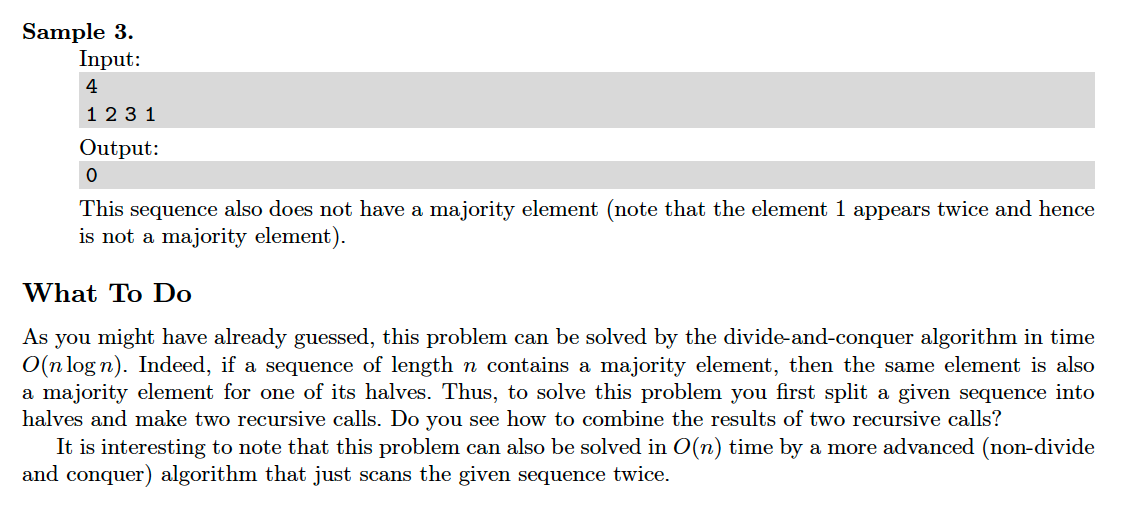 Sample 3.
Input:
4
1 2 3 1
Output:
0
This sequence also does not have a majority element (note that the element 1 appears twice and hence
is not a majority element).
What To Do
As you might have already guessed, this problem can be solved by the divide-and-conquer algorithm in time
O(n log n). Indeed, if a sequence of length n contains a majority element, then the same element is also
a majority element for one of its halves. Thus, to solve this problem you first split a given sequence into
halves and make two recursive calls. Do you see how to combine the results of two recursive calls?
It is interesting to note that this problem can also be solved in O(n) time by a more advanced (non-divide
and conquer) algorithm that just scans the given sequence twice.